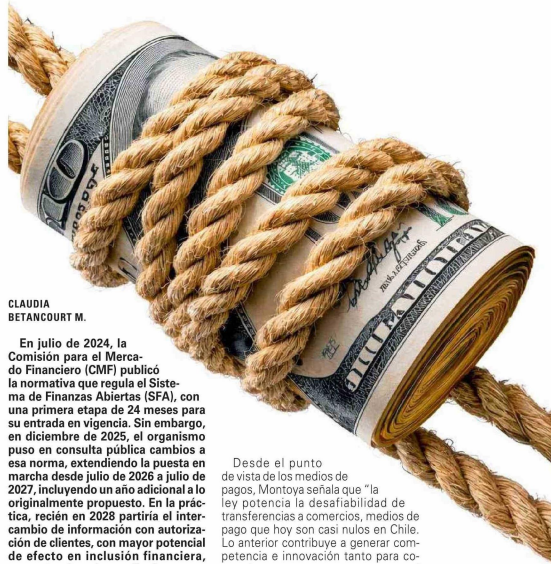 CLAUDIA
BETANCOURT M.
En julio de 2024, la
Comisión para el Merca-
do Financiero (CMF) publicó
la normativa que regula el Siste-
ma de Finanzas Abiertas (SFA), con
una primera etapa de 24 meses para
su entrada en vigencia. Sin embargo,
en diciembre de 2025, el organismo
puso en consulta pública cambios a
esa norma, extendiendo la puesta en
marcha desde julio de 2026 a julio de
2027, incluyendo un año adicional a lo
originalmente propuesto. En la prác-
tica, recién en 2028 partiría el inter-
cambio de información con autoriza-
ción de clientes, con mayor potencial
de efecto en inclusión financiera,
Desde el punto
de vista de los medios de
pagos, Montoya señala que “la
ley potencia la desafiabilidad de
transferencias a comercios, medios de
pago que hoy son casi nulos en Chile.
Lo anterior contribuye a generar com-
petencia e innovación tanto para co-